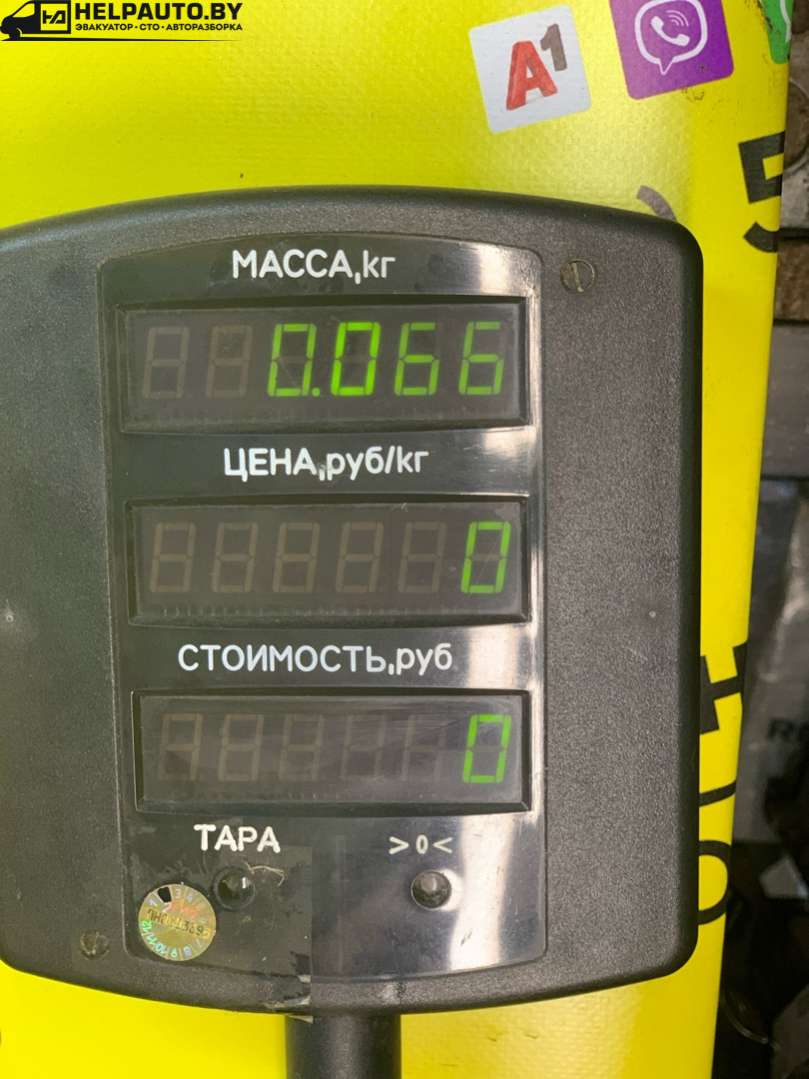 HELPAUTO.BY
ЭВАКУАТОР•СТО•АВТОРАЗБОРКА
A1
5
МАССА,кг
0.066
ЦЕНА,руб/кг
0
СТОИМОСТЬ,руб
0
ТАРА >0<